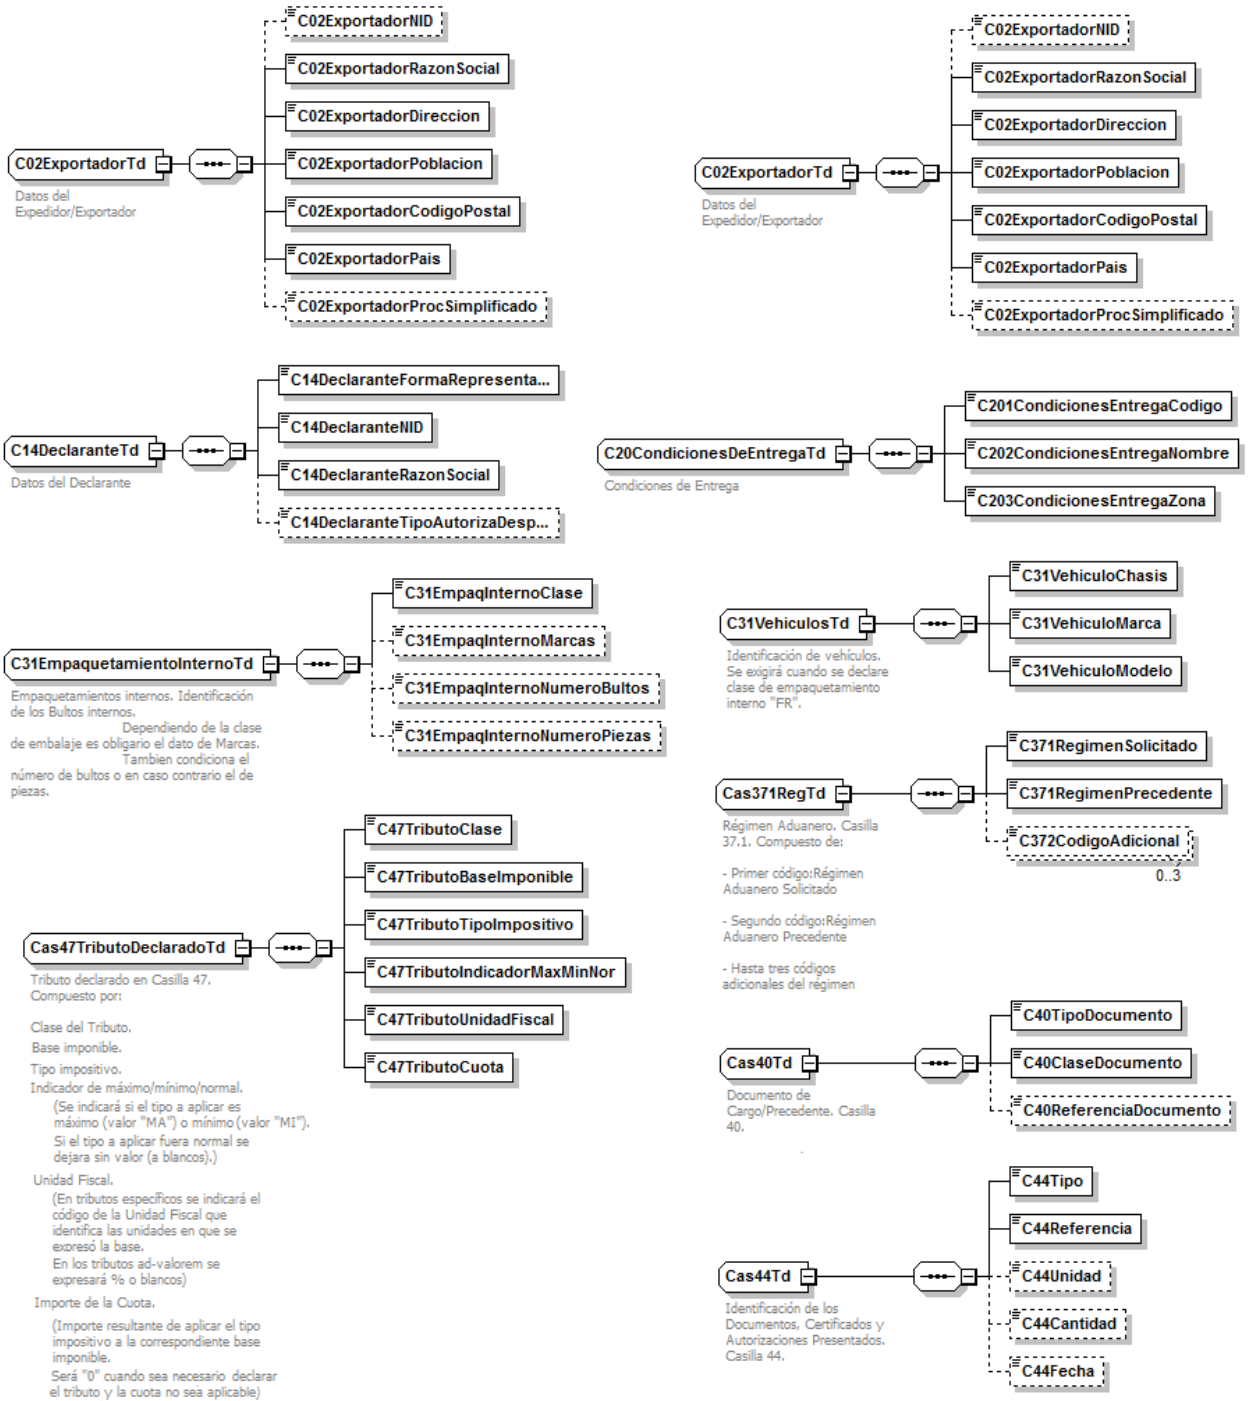 C02ExportadorNID
C02ExportadorRazonSocial
C02ExportadorDireccion
C02ExportadorTd
C02ExportadorPoblacion
Datos del
Expedidor/Exportador
C02ExportadorCodigoPostal
C02ExportadorPais
C02ExportadorProcSimplificado
C02ExportadorNID
C02ExportadorRazonSocial
C02ExportadorDireccion
C02ExportadorTd
C02ExportadorPoblacion
Datos del
Expedidor/Exportador
C02ExportadorCodigoPostal
C02ExportadorPais
C02ExportadorProcSimplificado
C14DeclaranteFormaRepresenta...
C14DeclaranteNID
C14DeclaranteTd
Datos del Declarante
C14DeclaranteRazonSocial
C14DeclaranteTipoAutorizaDesp...
C201CondicionesEntregaCodigo
C20CondicionesDeEntregaTd
Condiciones de Entrega
C202CondicionesEntregaNombre
C203CondicionesEntregaZona
C31EmpaqInternoClase
C31EmpaqInternoMarcas
C31EmpaquetamientoInternoTd
C31EmpaqInternoNumeroBultos
C31EmpaqInternoNumeroPiezas
Empaquetamientos internos. Identificación
de los Bultos internos.
Dependiendo de la clase
de embalaje es obligario el dato de Marcas.
Tambien condiciona el
número de bultos o en caso contrario el de
piezas.
C31VehiculoChasis
C31VehiculosTd
C31VehiculoMarca
C31VehiculoModelo
Identificación de vehículos.
Se exigirá cuando se declare
clase de empaquetamiento
interno "FR".
C371RegimenSolicitado
Cas371RegTd
C371RegimenPrecedente
C372CodigoAdicional
0..3
Régimen Aduanero. Casilla
37.1. Compuesto de:
- Primer código:Régimen
Aduanero Solicitado
- Segundo código:Régimen
Aduanero Precedente
- Hasta tres códigos
adicionales del régimen
C47TributoClase
C47TributoBaseImponible
C47TributoTipoImpositivo
Cas47TributoDeclaradoTd
C47TributoIndicadorMaxMinNor
C47TributoUnidadFiscal
C47TributoCuota
Tributo declarado en Casilla 47.
Compuesto por:
Clase del Tributo.
Base imponible.
Tipo impositivo.
Indicador de máximo/mínimo/normal.
(Se indicará si el tipo a aplicar es
máximo (valor "MA") o mínimo (valor "MI").
Si el tipo a aplicar fuera normal se
dejara sin valor (a blancos).)
Unidad Fiscal.
(En tributos específicos se indicará el
código de la Unidad Fiscal que
identifica las unidades en que se
expresó la base.
En los tributos ad-valorem se
expresará % o blancos)
Importe de la Cuota.
(Importe resultante de aplicar el tipo
impositivo a la correspondiente base
imponible.
Será "0" cuando sea necesario declarar
el tributo y la cuota no sea aplicable)
C40TipoDocumento
Cas40Td
C40ClaseDocumento
C40ReferenciaDocumento
Documento de
Cargo/Precedente. Casilla
40.
C44Tipo
C44Referencia
Cas44Td
C44Unidad
C44Cantidad
C44Fecha
Identificación de los
Documentos, Certificados y
Autorizaciones Presentados.
Casilla 44.